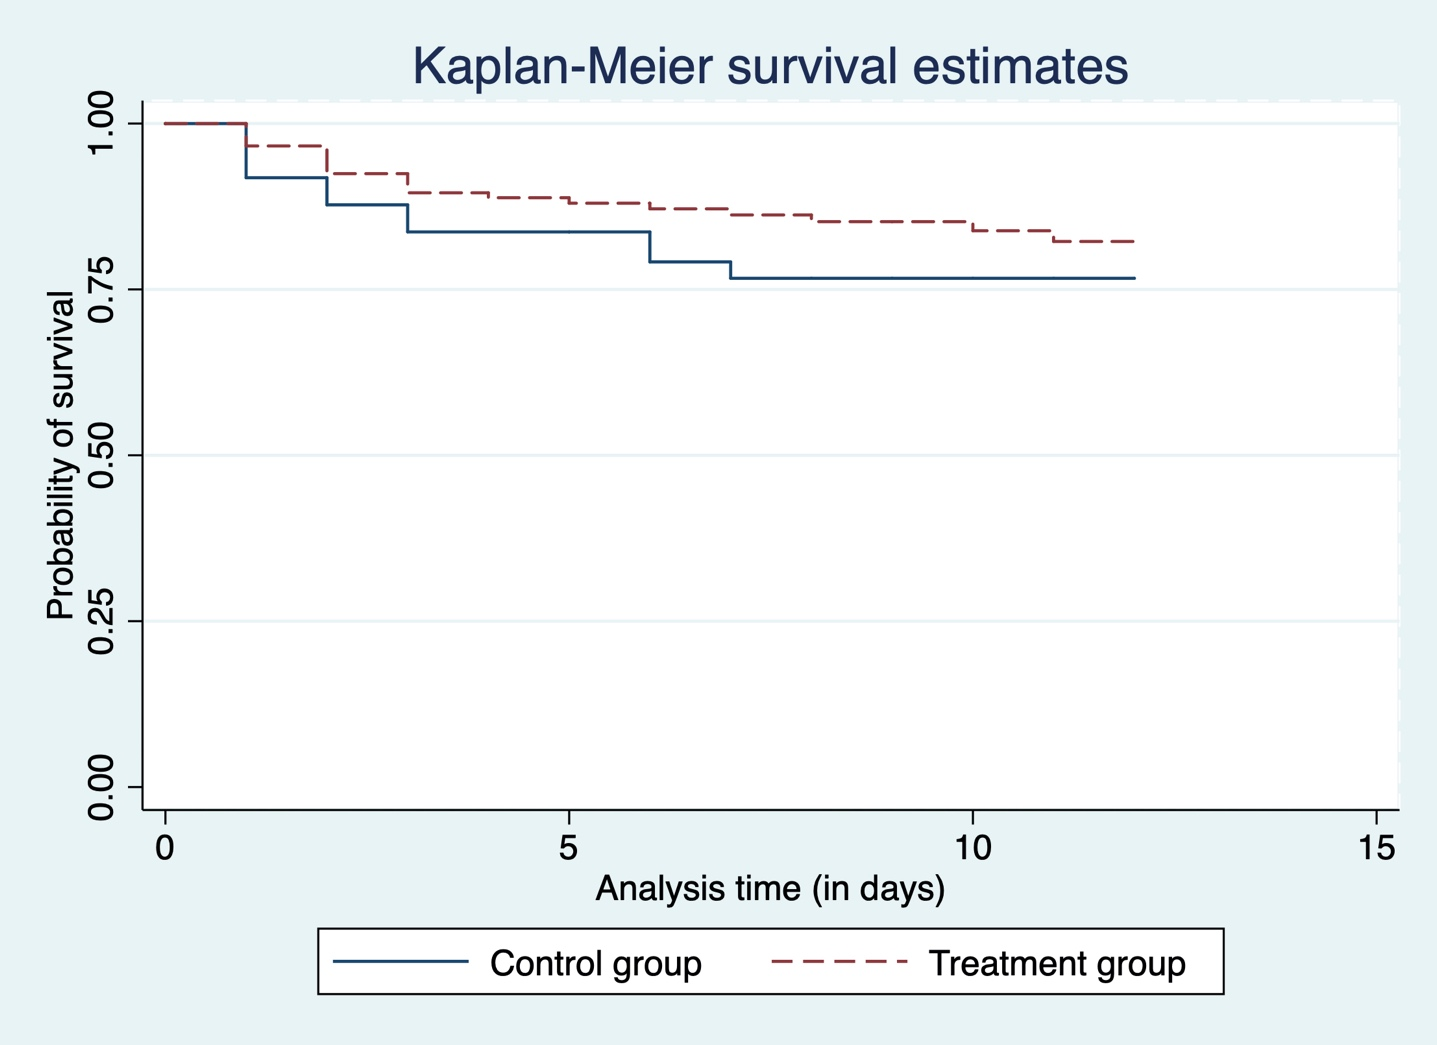 Kaplan-Meier survival estimates
Probability of survival
1.00
0.75
0.50
0.25
0.00
0 5 10 15
Analysis time (in days)
Control group Treatment group